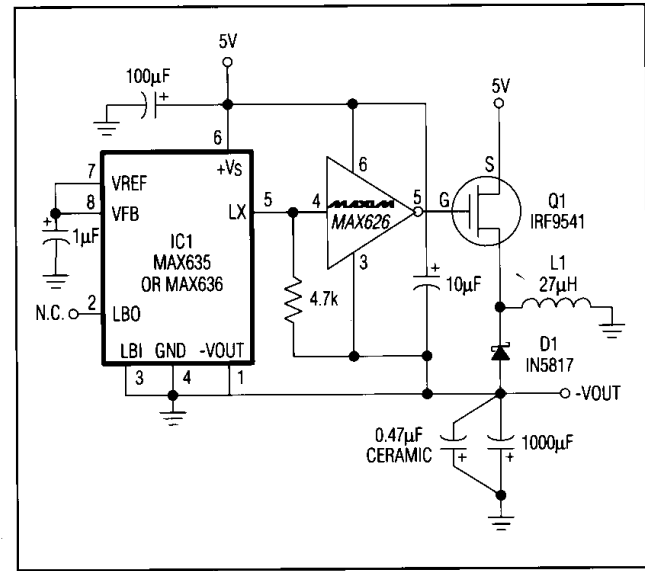 5V
100µF
+
6
+VS
7
VREF
8
VFB
+
1µF
LX
5
IC1
MAX635
OR MAX636
N.C.
2
LBO
LBI
GND
-VOUT
3
4
1
4.7k
4
MAXIM
MAX626
6
5
3
+
10µF
5V
S
G
Q1
IRF9541
L1
27µH
D1
IN5817
-VOUT
0.47µF
CERAMIC
+
1000µF
+